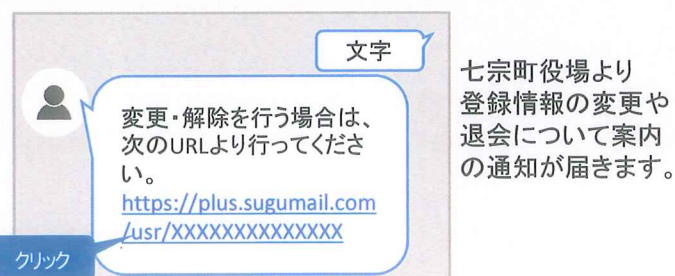 文字
変更・解除を行う場合は、
次のURLより行ってくださ
い。
https://plus.sugumail.com
/usr/XXXXXXXXXXXXXX
クリック
七宗町役場より
登録情報の変更や
退会について案内
の通知が届きます。